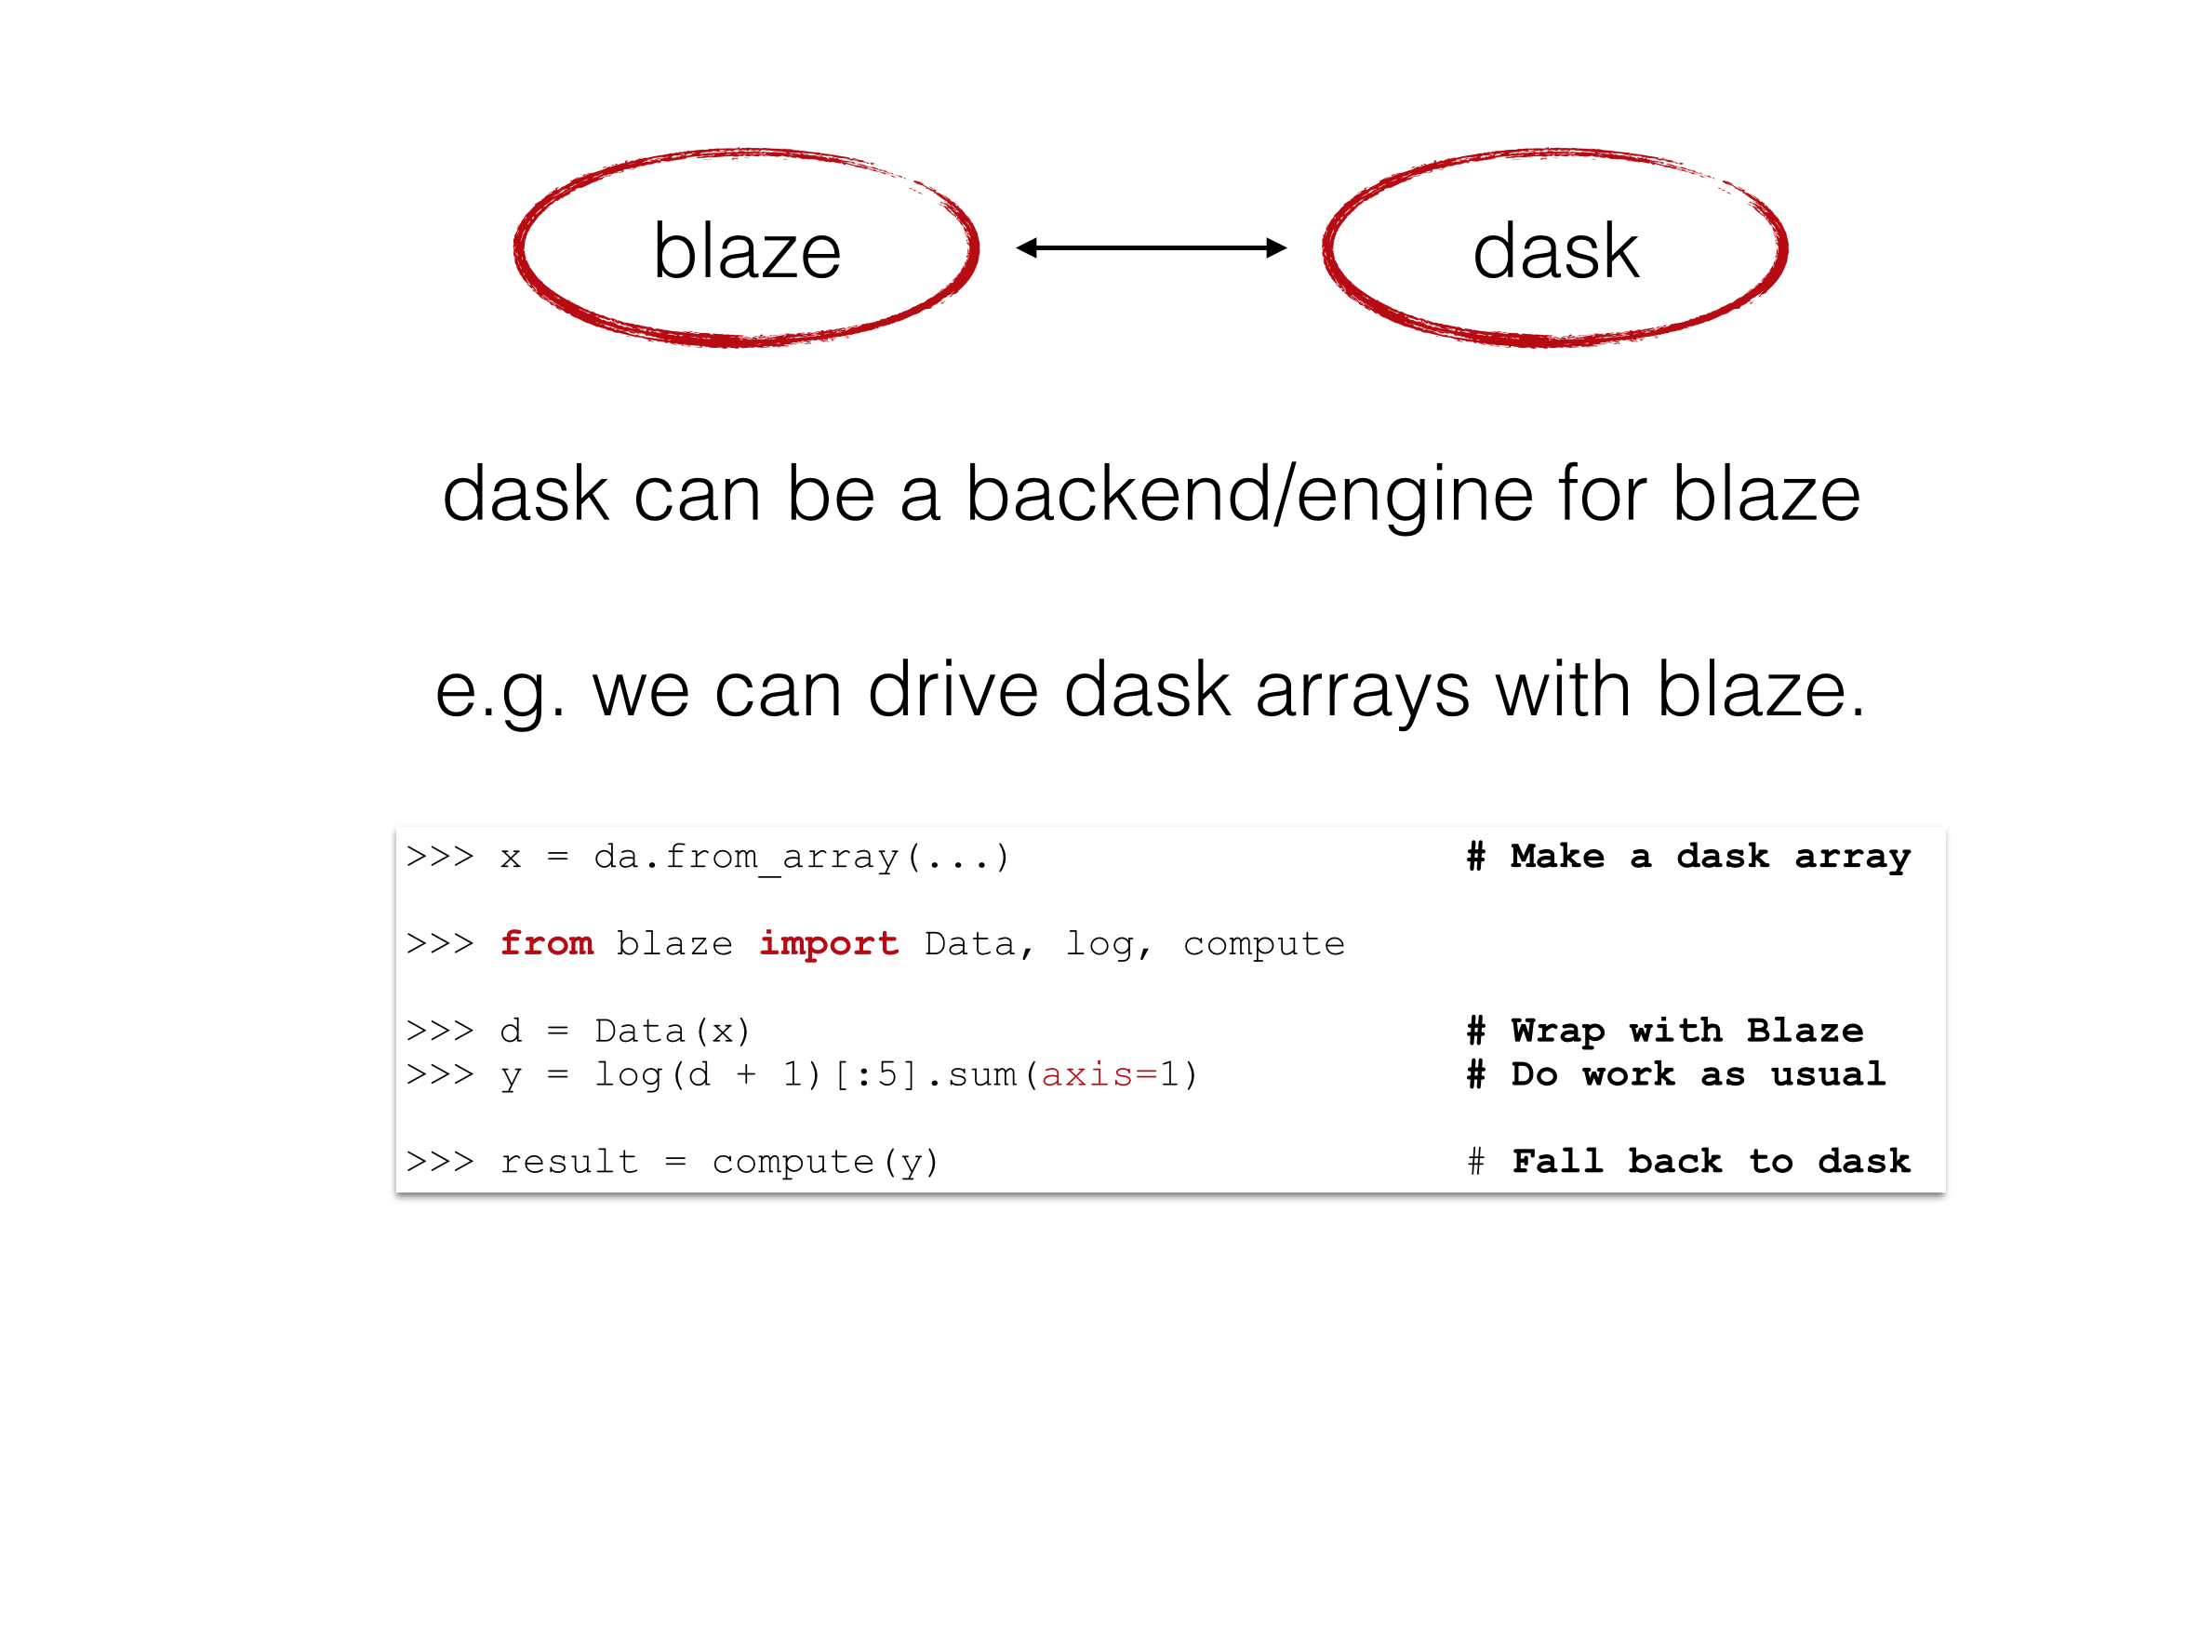 blaze dask
dask can be a backend/engine for blaze
e.g. we can drive dask arrays with blaze.
>>> x = da.from_array(...) # Make a dask array
>>> from blaze import Data, log, compute
>>> d = Data(x) # Wrap with Blaze
>>> y = log(d + 1)[:5].sum(axis=1) # Do work as usual
>>> result = compute(y) # Fall back to dask